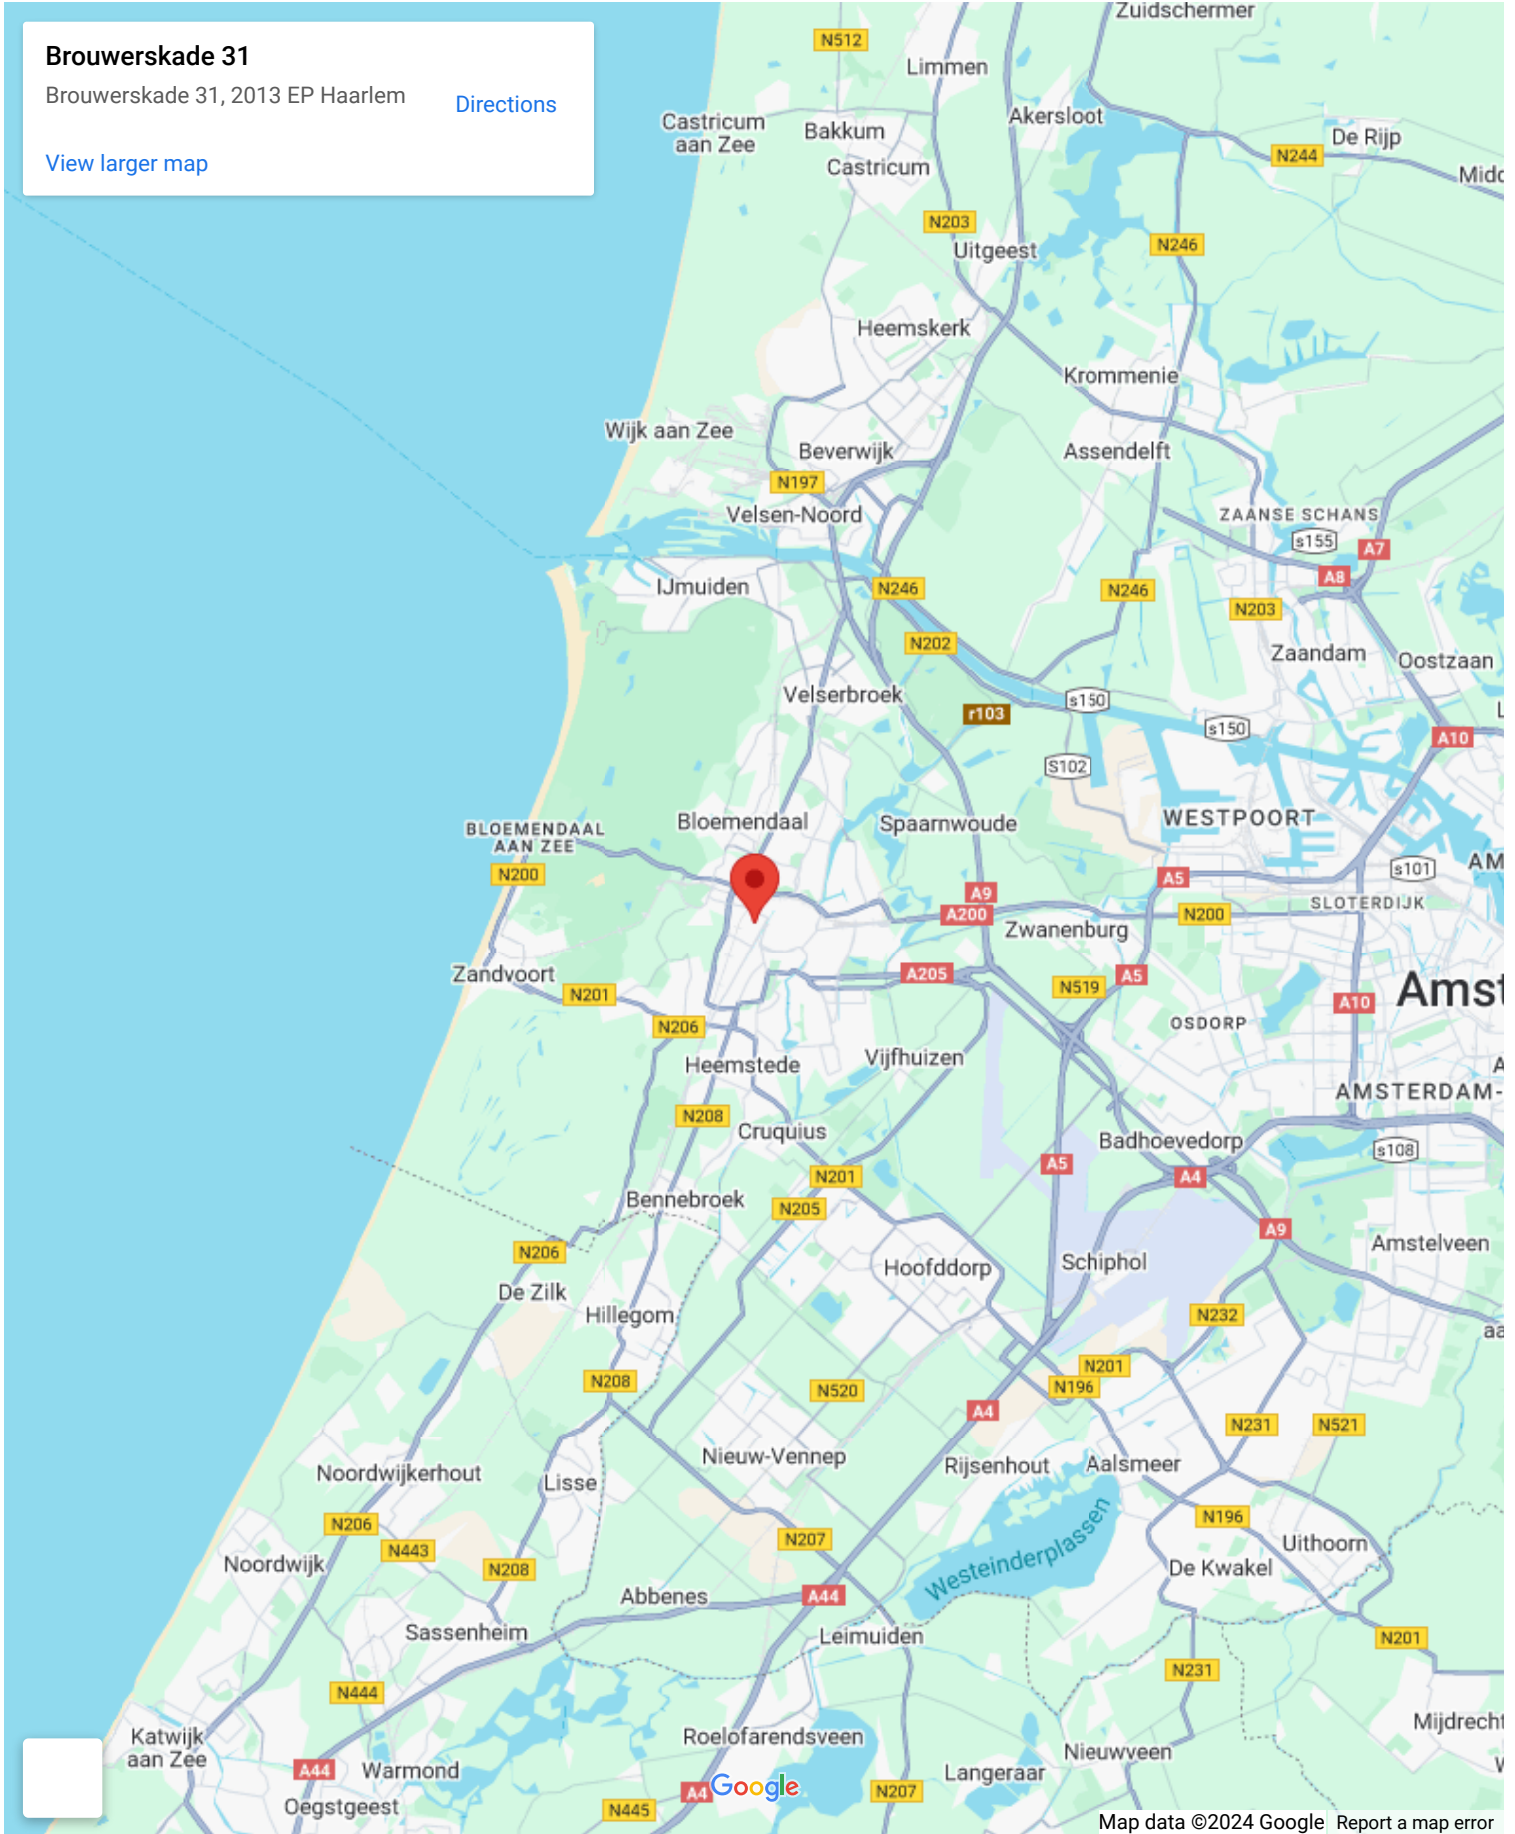 Brouwerskade 31
Brouwerskade 31, 2013 EP Haarlem
Directions
View larger map
Zuidschermer
N512
Limmen
Akersloot
Castricum
aan Zee
Bakkum
De Rijp
N244
Castricum
Midd
N203
Uitgeest
N246
Heemskerk
Krommenie
Wijk aan Zee
Beverwijk
Assendelft
N197
Velsen-Noord
ZAANSE SCHANS
s155
A7
A8
IJmuiden
N246
N246
N203
N202
Zaandam
Oostzaan
Velserbroek
s150
r103
s150
A10
S102
Bloemendaal
Spaarnwoude
WESTPOORT
BLOEMENDAAL
AAN ZEE
N200
A5
s101
AM
A9
A200
N200
SLOTERDIJK
Zwanenburg
Zandvoort
A205
A5
N519
N201
A10
Amst
N206
OSDORP
Heemstede
Vijfhuizen
A
AMSTERDAM-
N208
Cruquius
Badhoevedorp
s108
A5
A4
N201
Bennebroek
N205
A9
N206
Amstelveen
Hoofddorp
Schiphol
De Zilk
Hillegom
N232
aa
N201
N208
N520
N196
A4
N231
N521
Nieuw-Vennep
Noordwijkerhout
Lisse
Rijsenhout
Aalsmeer
N206
N196
N443
N207
Westeinderplassen
Uithoorn
Noordwijk
N208
De Kwakel
Abbenes
A44
Sassenheim
Leimuiden
N201
N231
N444
Mijdrecht
Katwijk
aan Zee
Roelofarendsveen
Nieuwveen
A44
Warmond
Langeraar
Google
A4
N207
Oegstgeest
N445
Map data ©2024 Google
Report a map error